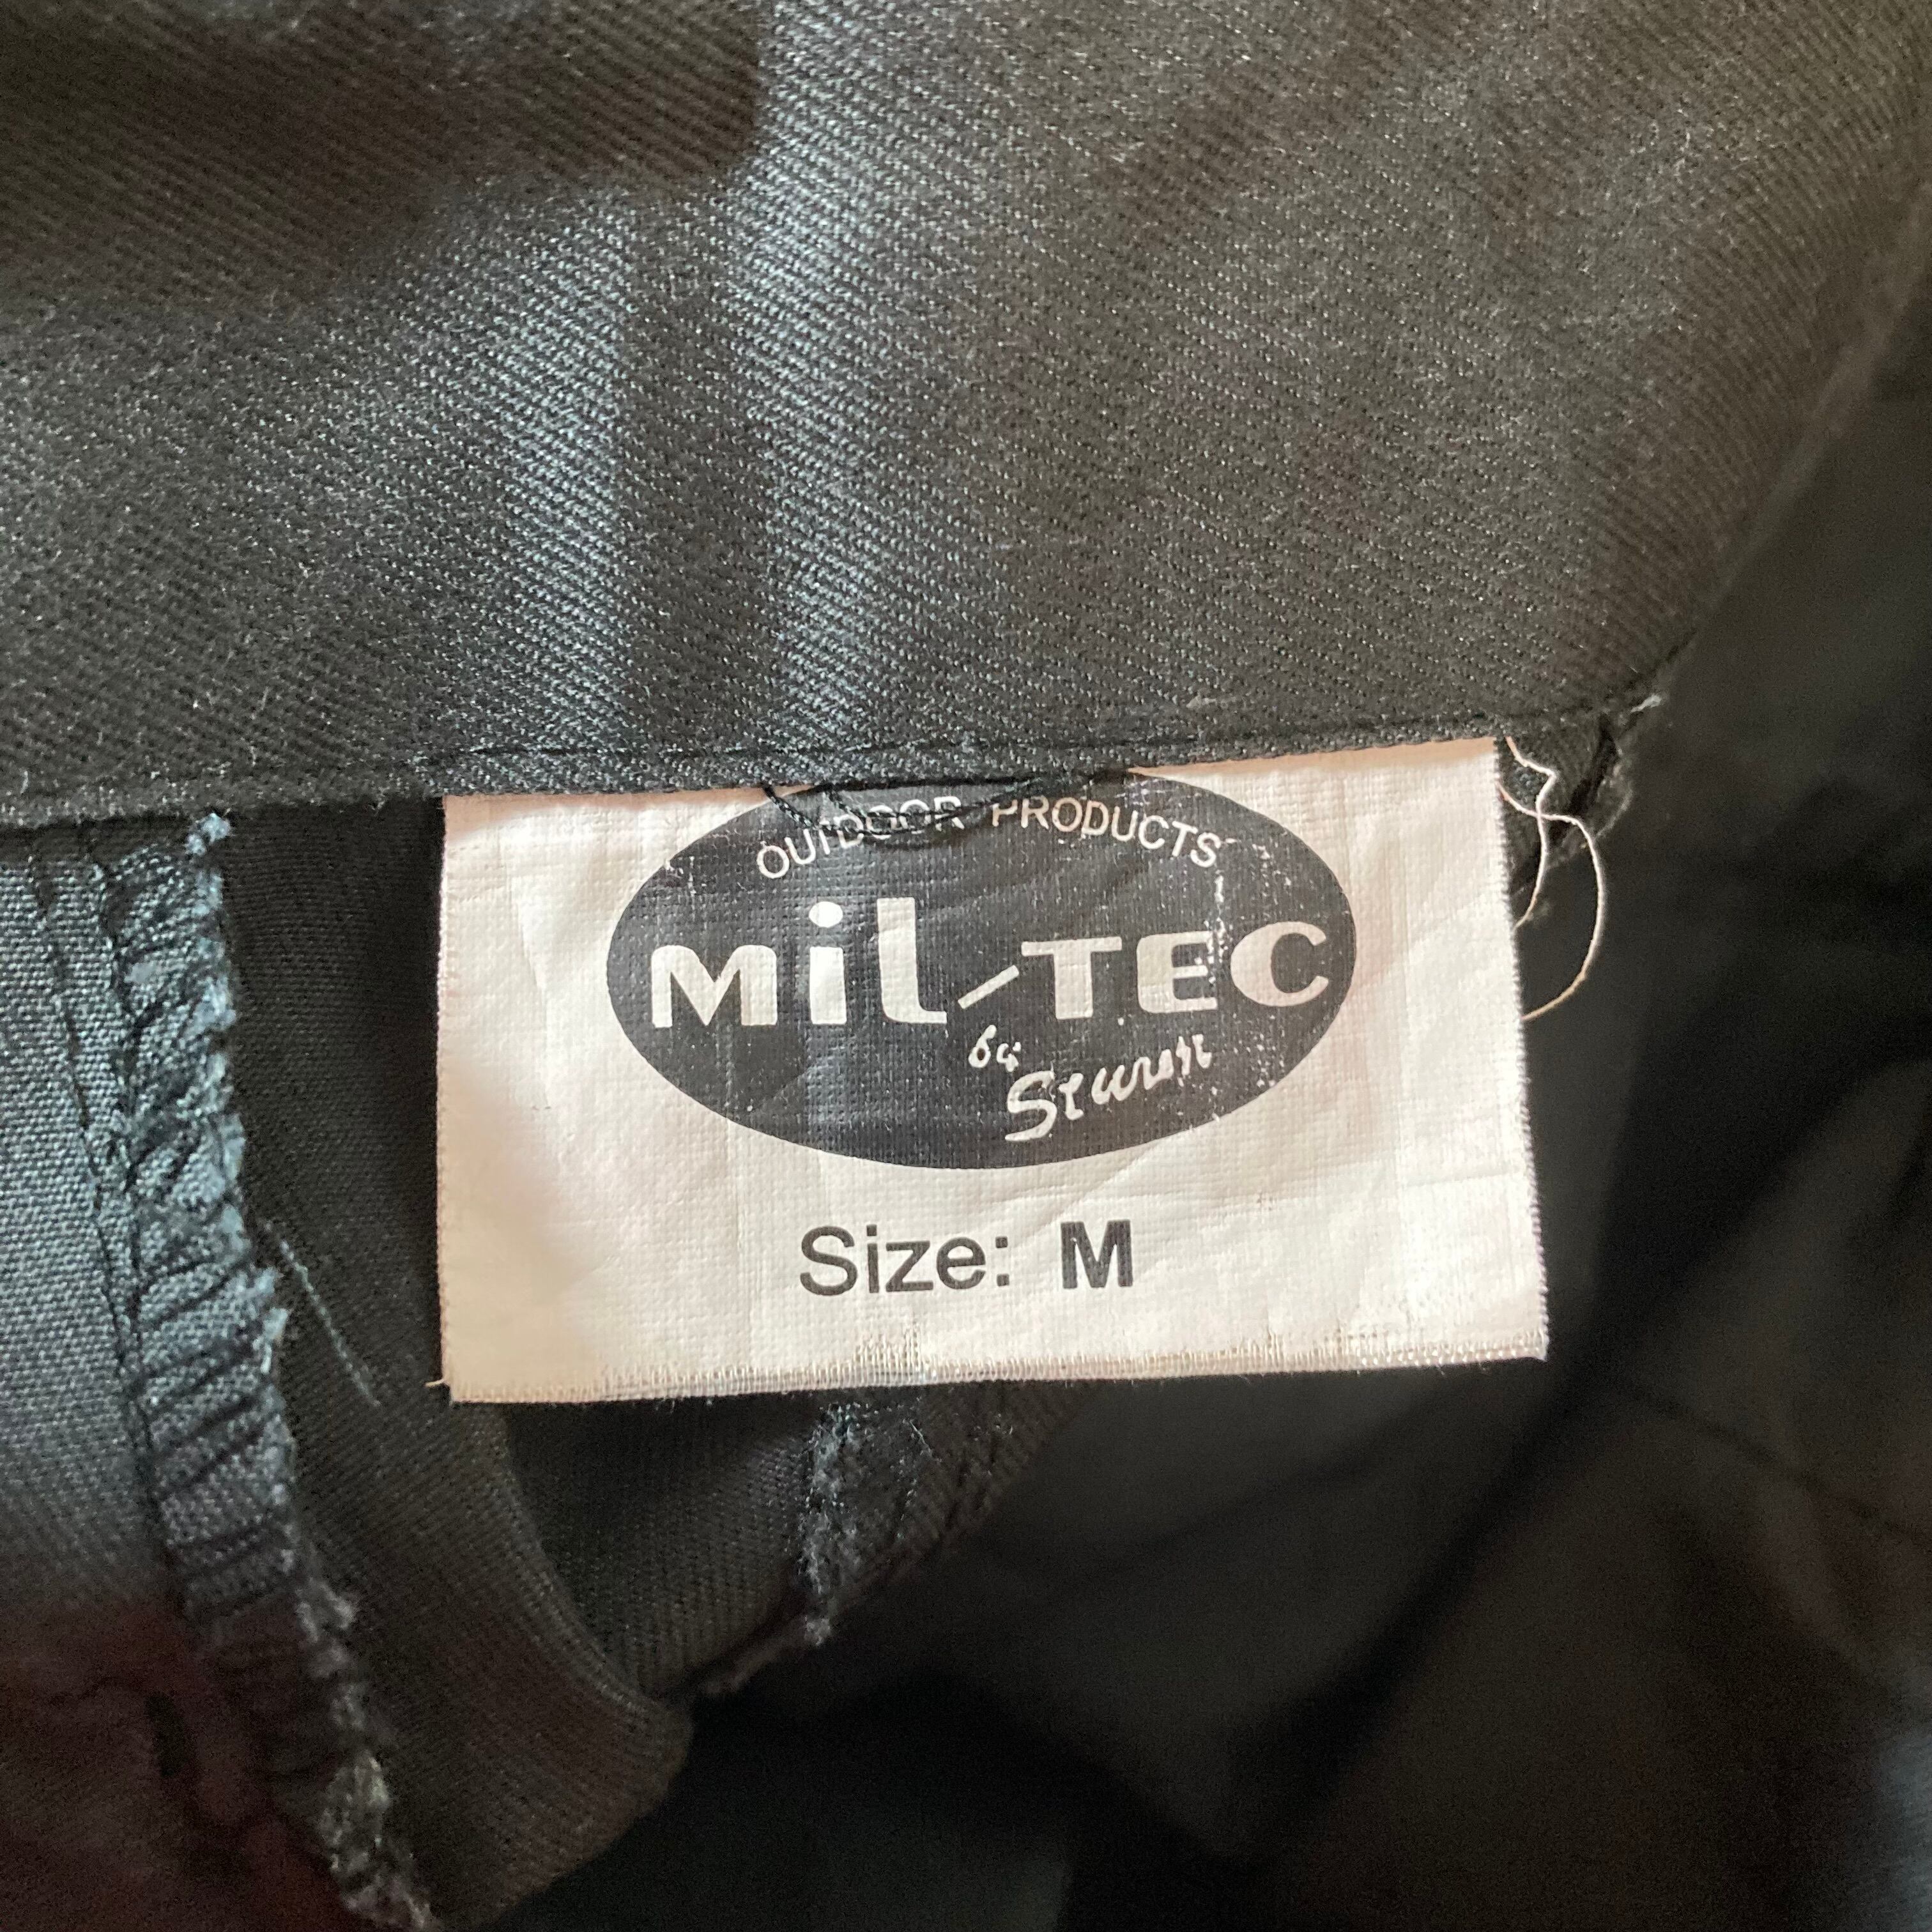 OUTDOOR PRODUCTS
MiL-TEC
by
Sturm
Size: M